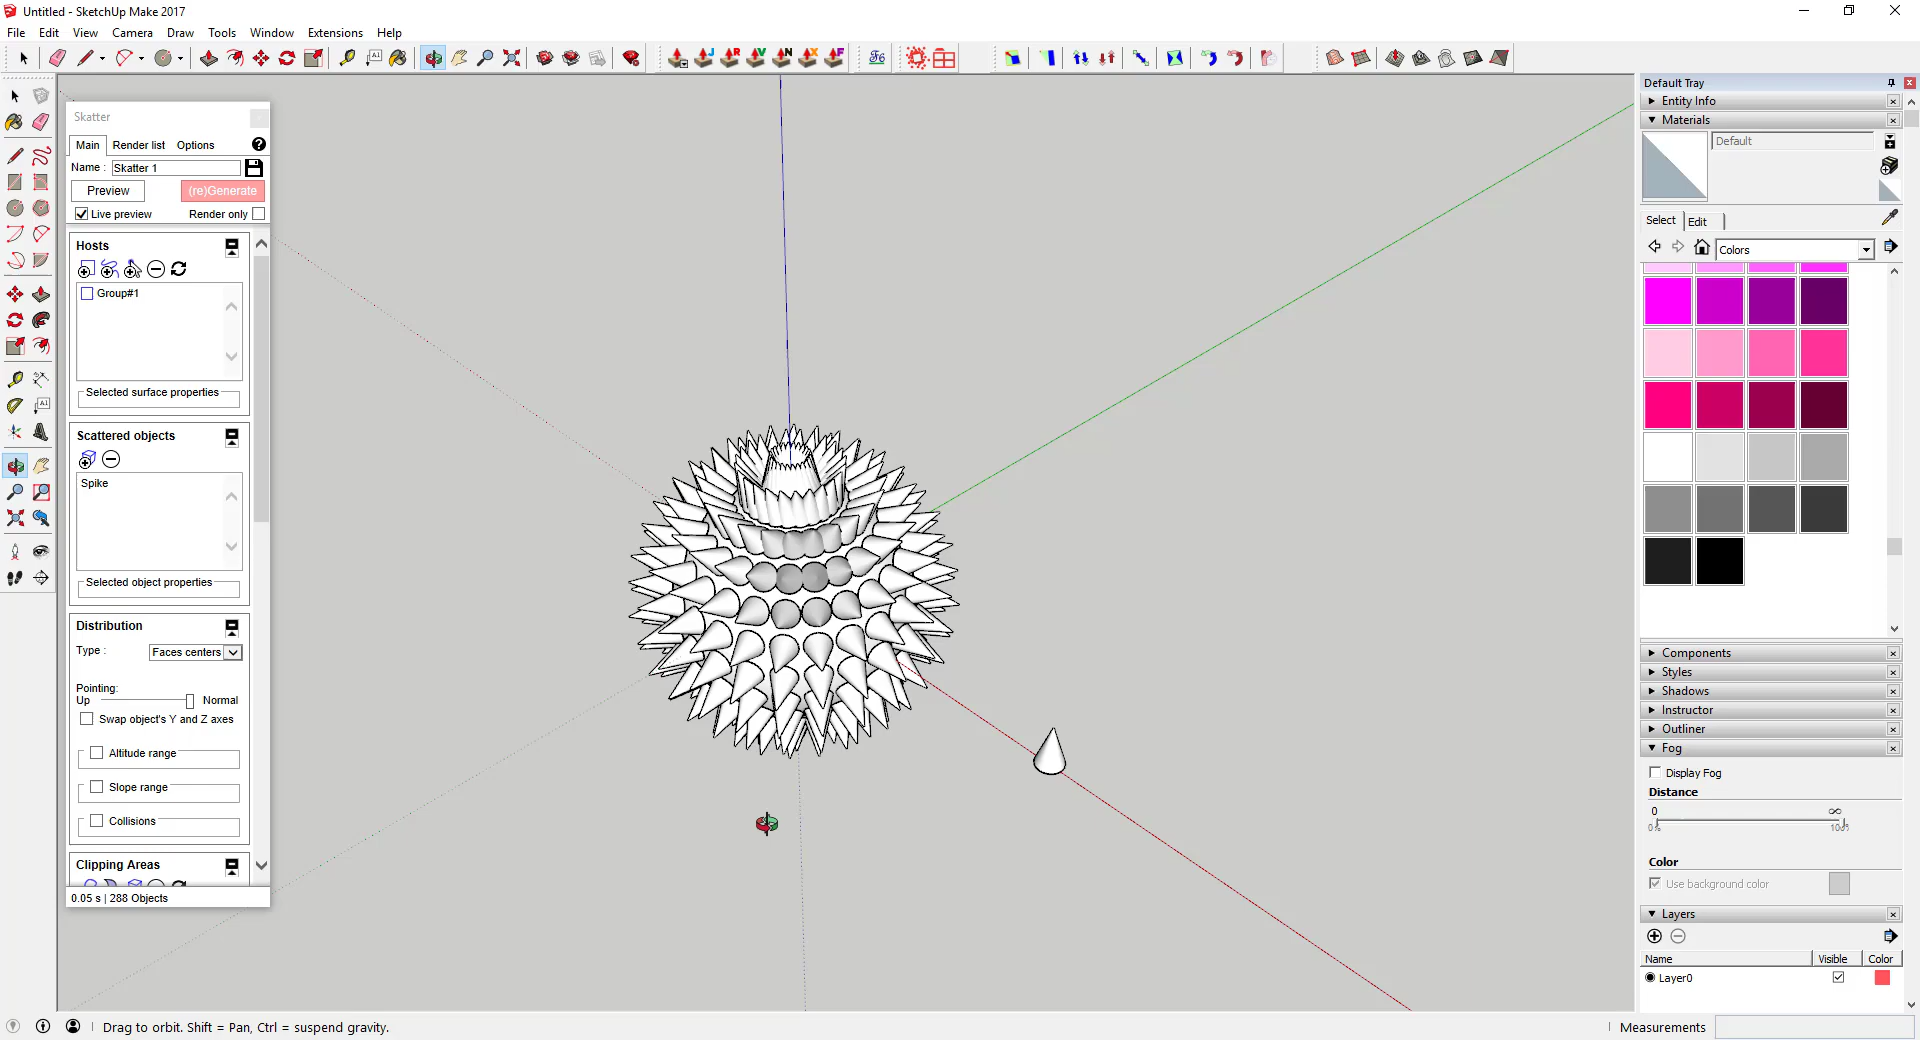 Untitled - SketchUp Make 2017
File Edit View Camera Draw Tools Window Extensions Help
Skatter
Main Render list Options
Name : Skatter 1
Preview (re)Generate
Live preview Render only
Hosts
Group#1
Selected surface properties
Scattered objects
Spike
Selected object properties
Distribution
Type : Faces centers
Pointing:
Up Normal
Swap object's Y and Z axes
Altitude range
Slope range
Collisions
Clipping Areas
0.05 s | 288 Objects
Default Tray
Entity Info
Materials
Default
Select Edit
Colors
Components
Styles
Shadows
Instructor
Outliner
Fog
Display Fog
Distance
0 ∞
Color
Use background color
Layers
Name Visible Color
Layer0
Drag to orbit. Shift = Pan, Ctrl = suspend gravity.
Measurements